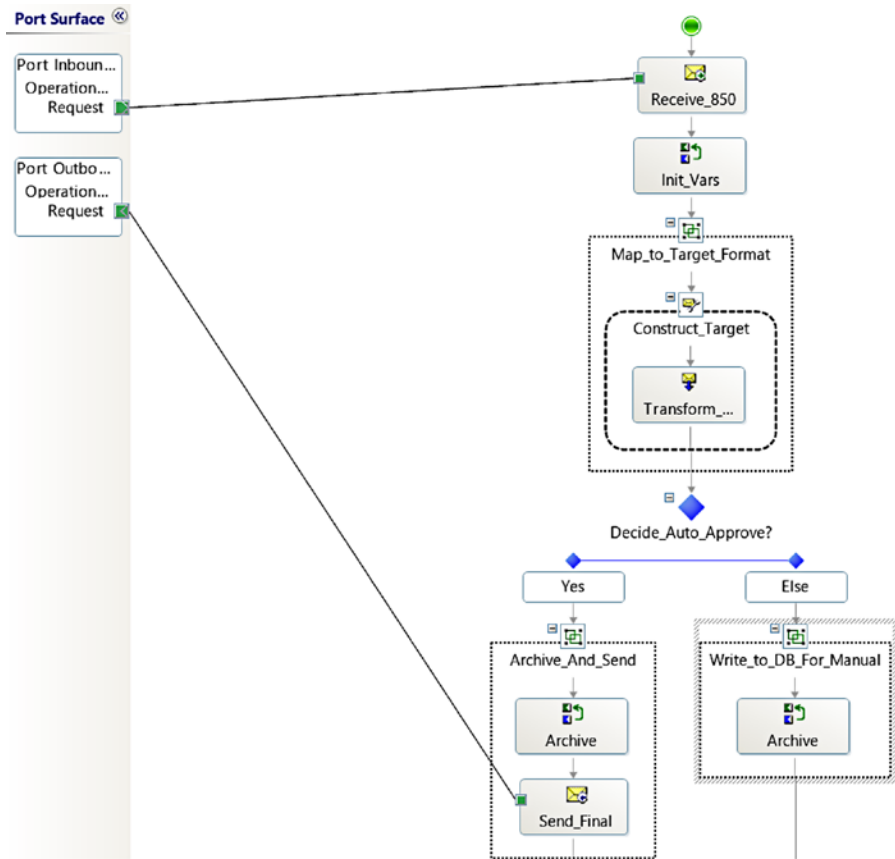 Port Surface
Port Inboun...
Operation...
Request
Port Outbo...
Operation...
Request
Receive_850
Init_Vars
Map_to_Target_Format
Construct_Target
Transform_...
Decide_Auto_Approve?
Yes
Else
Archive_And_Send
Write_to_DB_For_Manual
Archive
Archive
Send_Final